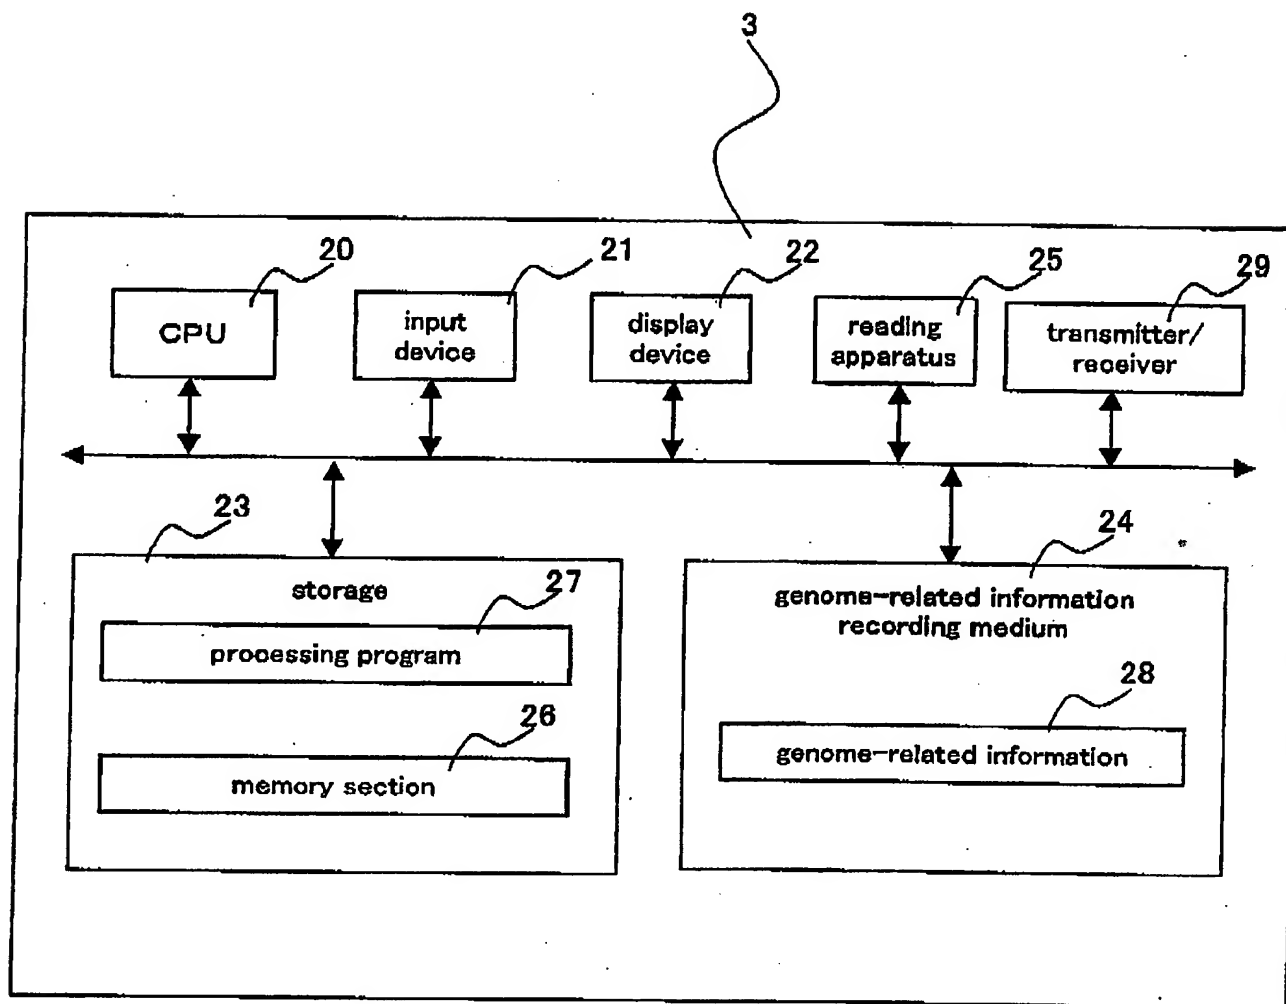 3
20
21
22
25
29
CPU
input
device
display
device
reading
apparatus
transmitter/
receiver
23
storage
27
processing program
26
memory section
24
genome-related information
recording medium
28
genome-related information